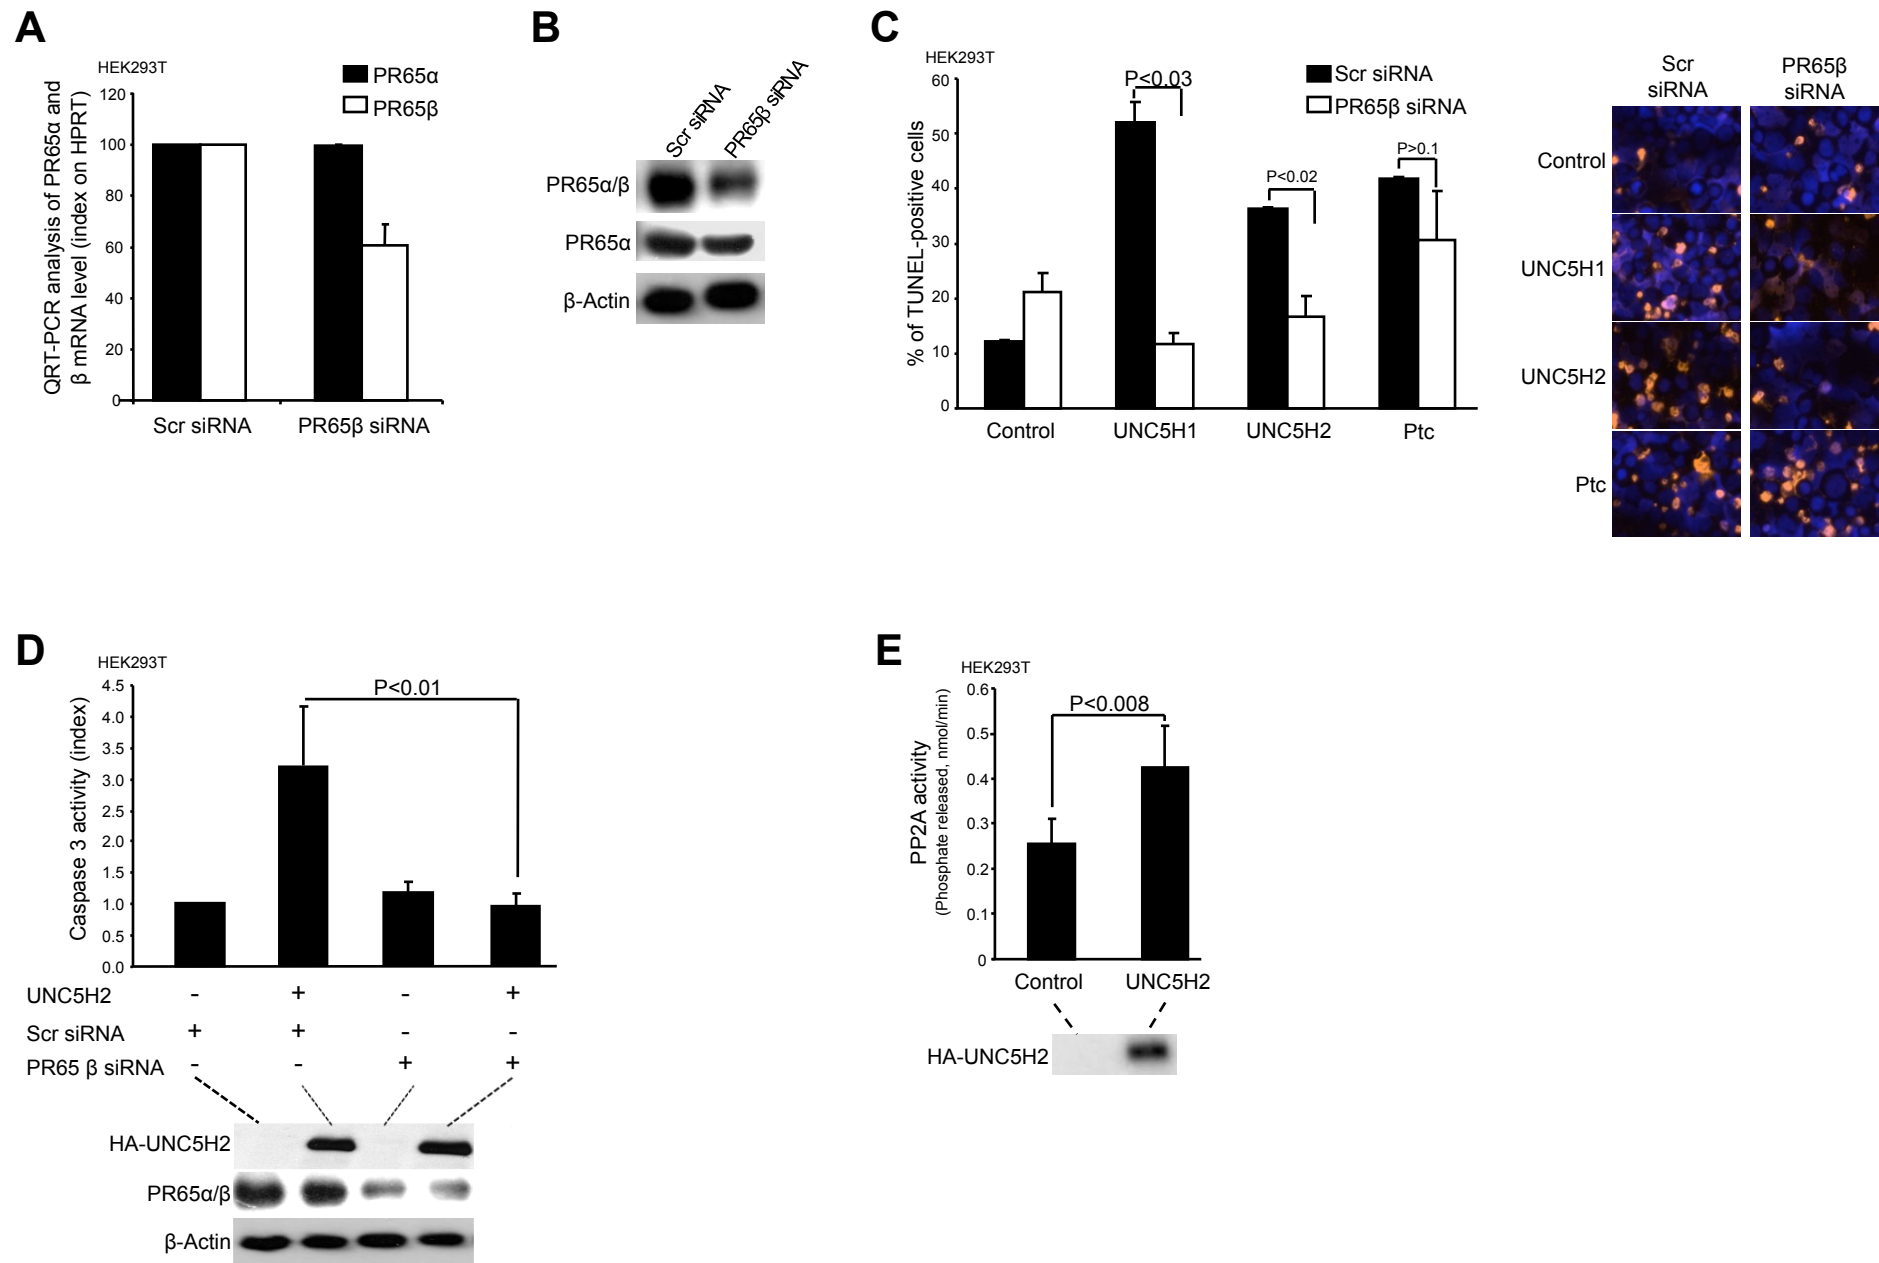 A
HEK293T
PR65α
PR65β
QRT-PCR analysis of PR65α and
β mRNA level (index on HPRT)
120
100
80
60
40
20
0
Scr siRNA
PR65β siRNA
B
Scr siRNA
PR65β siRNA
PR65α/β
PR65α
β-Actin
C
HEK293T
Scr siRNA
PR65β siRNA
% of TUNEL-positive cells
60
50
40
30
20
10
0
P<0.03
P<0.02
P>0.1
Control
UNC5H1
UNC5H2
Ptc
Scr
siRNA
PR65β
siRNA
Control
UNC5H1
UNC5H2
Ptc
D
HEK293T
Caspase 3 activity (index)
4.5
4.0
3.5
3.0
2.5
2.0
1.5
1.0
0.5
0.0
P<0.01
UNC5H2 - + - +
Scr siRNA + + - -
PR65 β siRNA - - + +
HA-UNC5H2
PR65α/β
β-Actin
E
HEK293T
PP2A activity
(Phosphate released, nmol/min)
0.6
0.5
0.4
0.3
0.2
0.1
0
P<0.008
Control
UNC5H2
HA-UNC5H2